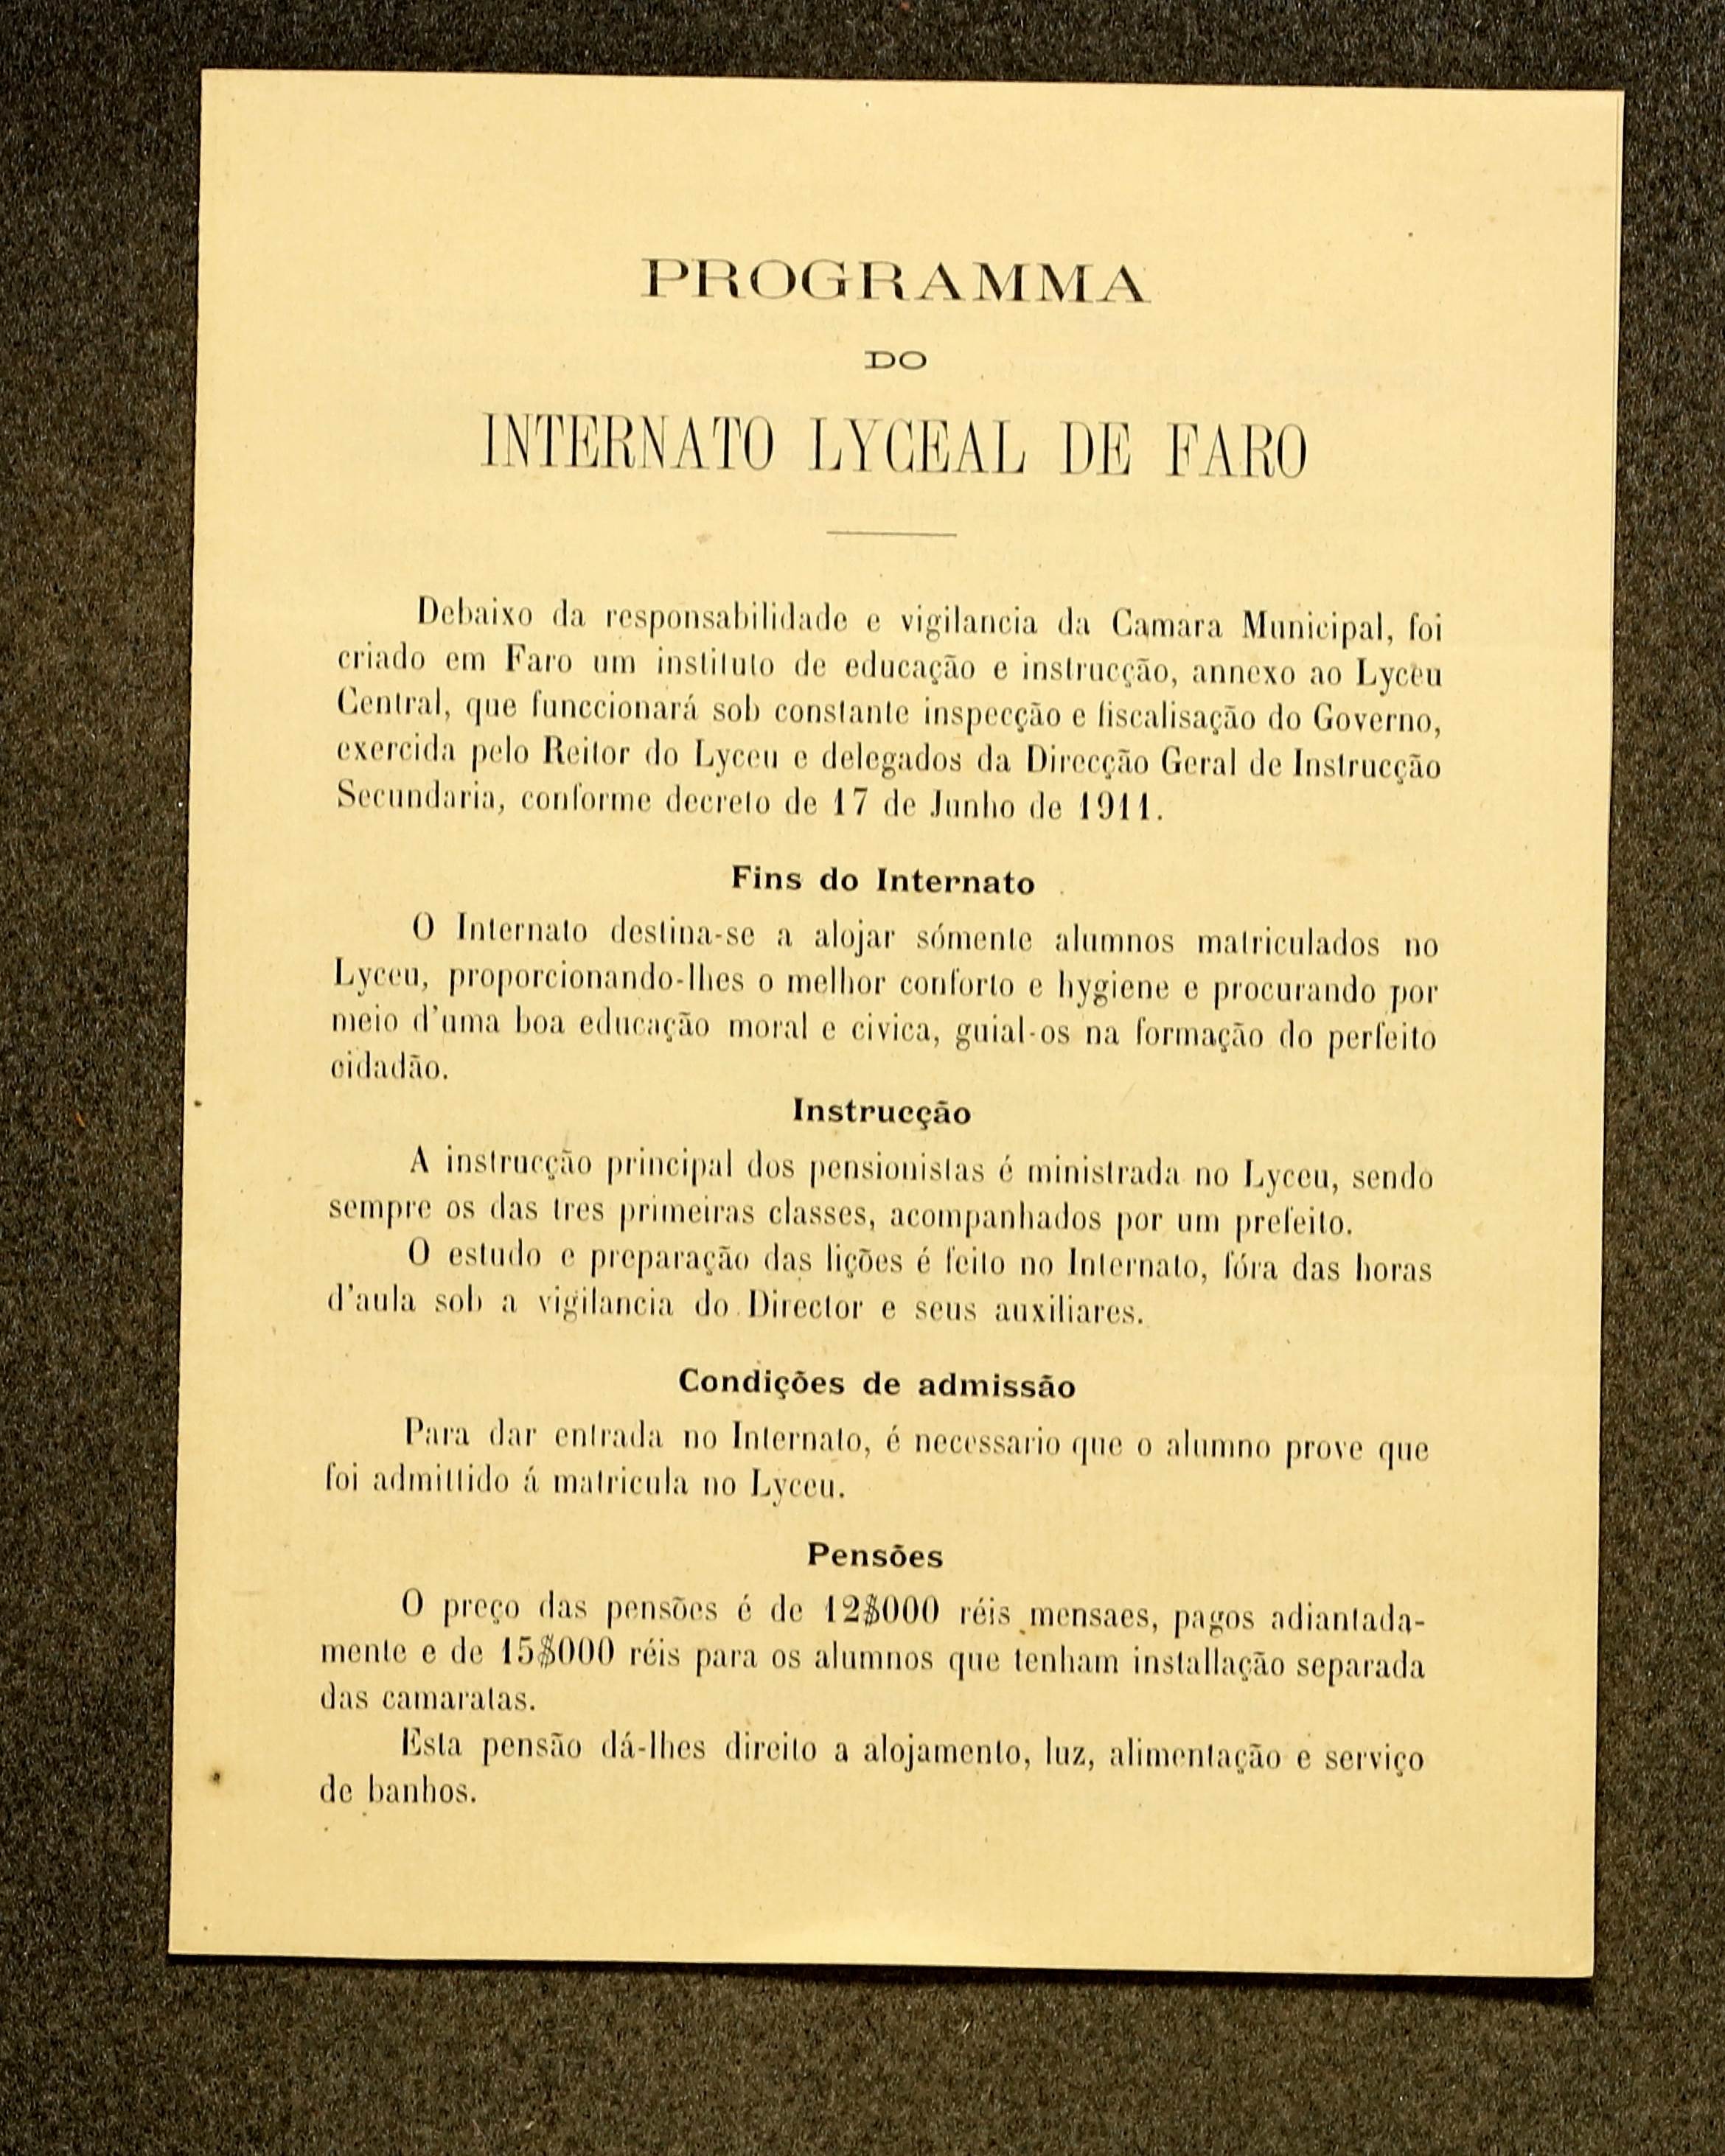 PROGRAMMA
DO
INTERNATO LYCEAL DE FARO
Debaixo da responsabilidade e vigilancia da Camara Municipal, foi
criado em Faro um instituto de educação e instrucção, annexo ao Lyceu
Central, que funccionará sob constante inspecção e fiscalisação do Governo,
exercida pelo Reitor do Lyceu e delegados da Direcção Geral de Instrucção
Secundaria, conforme decreto de 17 de Junho de 1911.
Fins do Internato
O Internato destina-se a alojar sómente alumnos matriculados no
Lyceu, proporcionando-lhes o melhor conforto e hygiene e procurando por
meio d'uma boa educação moral e civica, guial-os na formação do perfeito
cidadão.
Instrucção
A instrucção principal dos pensionistas é ministrada no Lyceu, sendo
sempre os das tres primeiras classes, acompanhados por um prefeito.
O estudo e preparação das lições é feito no Internato, fóra das horas
d'aula sob a vigilancia do Director e seus auxiliares.
Condições de admissão
Para dar entrada no Internato, é necessario que o alumno prove que
foi admittido á matricula no Lyceu.
Pensões
O preço das pensões é de 12$000 réis mensaes, pagos adiantada-
mente e de 15$000 réis para os alumnos que tenham installação separada
das camaratas.
Esta pensão dá-lhes direito a alojamento, luz, alimentação e serviço
de banhos.